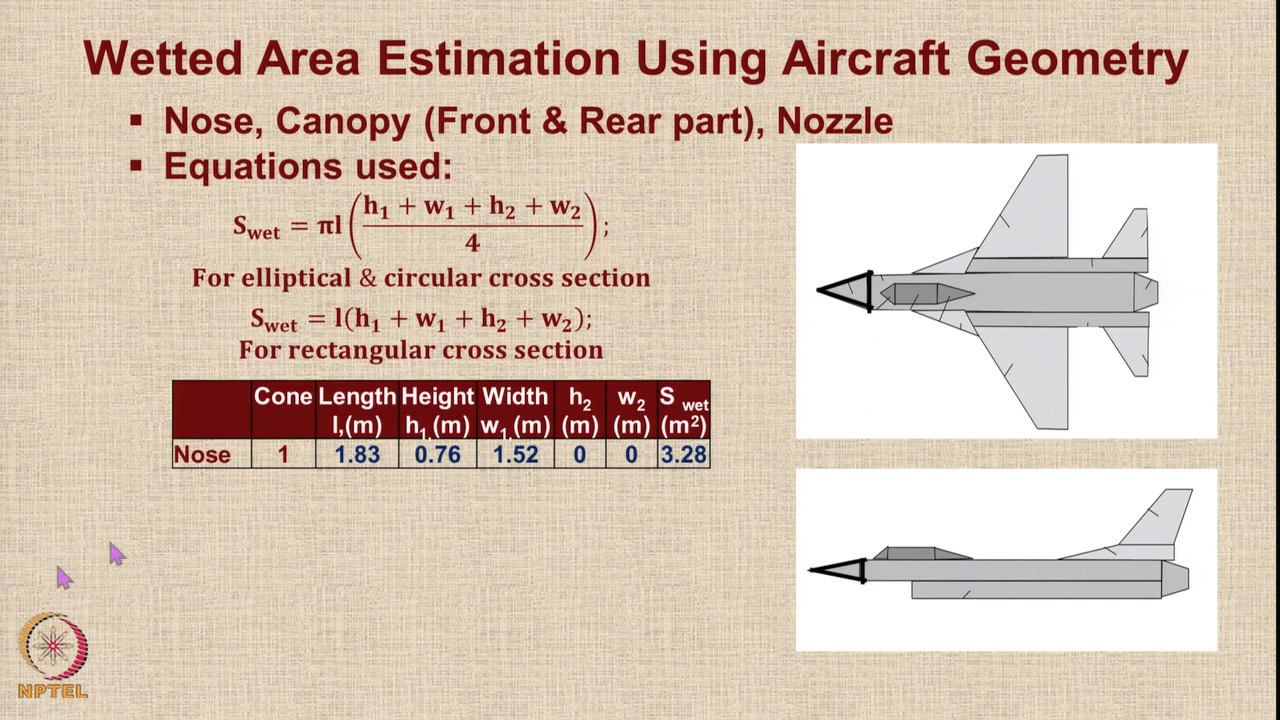 Wetted Area Estimation Using Aircraft Geometry
▪ Nose, Canopy (Front & Rear part), Nozzle
▪ Equations used:
S_wet = πl ( (h₁ + w₁ + h₂ + w₂) / 4 ) ;
For elliptical & circular cross section
S_wet = l(h₁ + w₁ + h₂ + w₂);
For rectangular cross section
Cone Length Height Width h₂ w₂ S wet
l,(m) h₁,(m) w₁,(m) (m) (m) (m²)
Nose 1 1.83 0.76 1.52 0 0 3.28
NPTEL